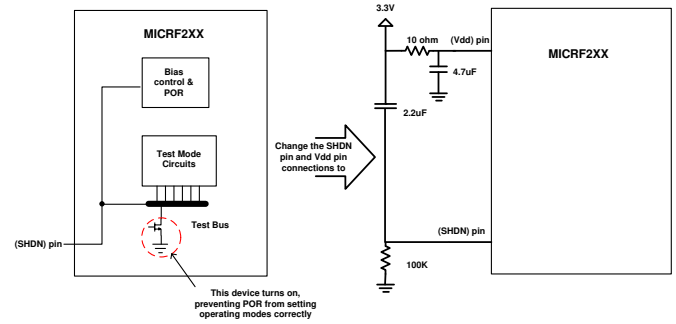 MICRF2XX
Bias
control &
POR
Test Mode
Circuits
Test Bus
(SHDN) pin
This device turns on,
preventing POR from setting
operating modes correctly
Change the SHDN
pin and Vdd pin
connections to
3.3V
10 ohm
(Vdd) pin
4.7uF
2.2uF
MICRF2XX
(SHDN) pin
100K